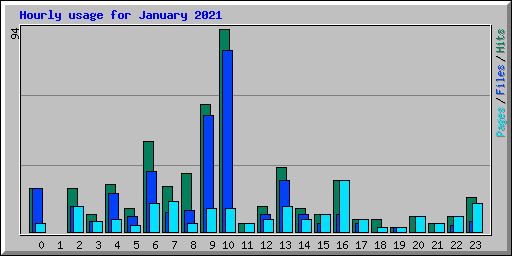 Hourly usage for January 2021
94
Pages/Files/Hits
0 1 2 3 4 5 6 7 8 9 10 11 12 13 14 15 16 17 18 19 20 21 22 23